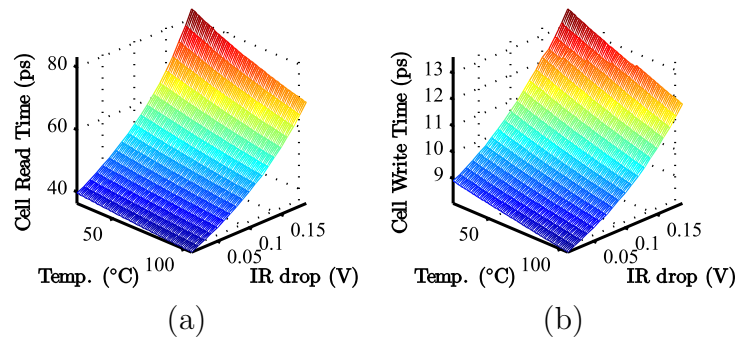 Cell Read Time (ps)
80
60
40
50
100
Temp. (°C)
0.05
0.1
0.15
IR drop (V)
(a)
Cell Write Time (ps)
13
12
11
10
9
50
100
Temp. (°C)
0.05
0.1
0.15
IR drop (V)
(b)